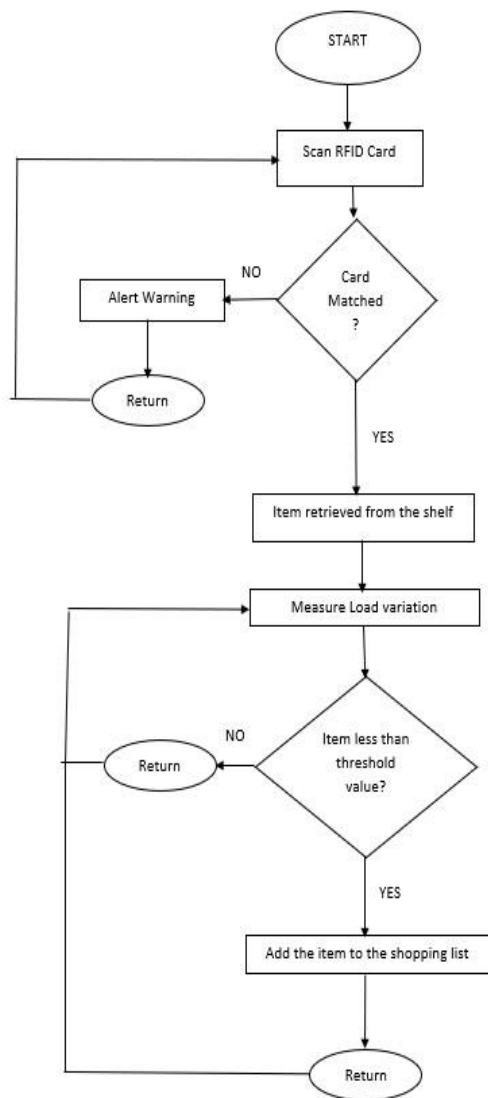 START
Scan RFID Card
Card
Matched
?
NO
Alert Warning
Return
YES
Item retrieved from the shelf
Measure Load variation
Item less than
threshold
value?
NO
Return
YES
Add the item to the shopping list
Return